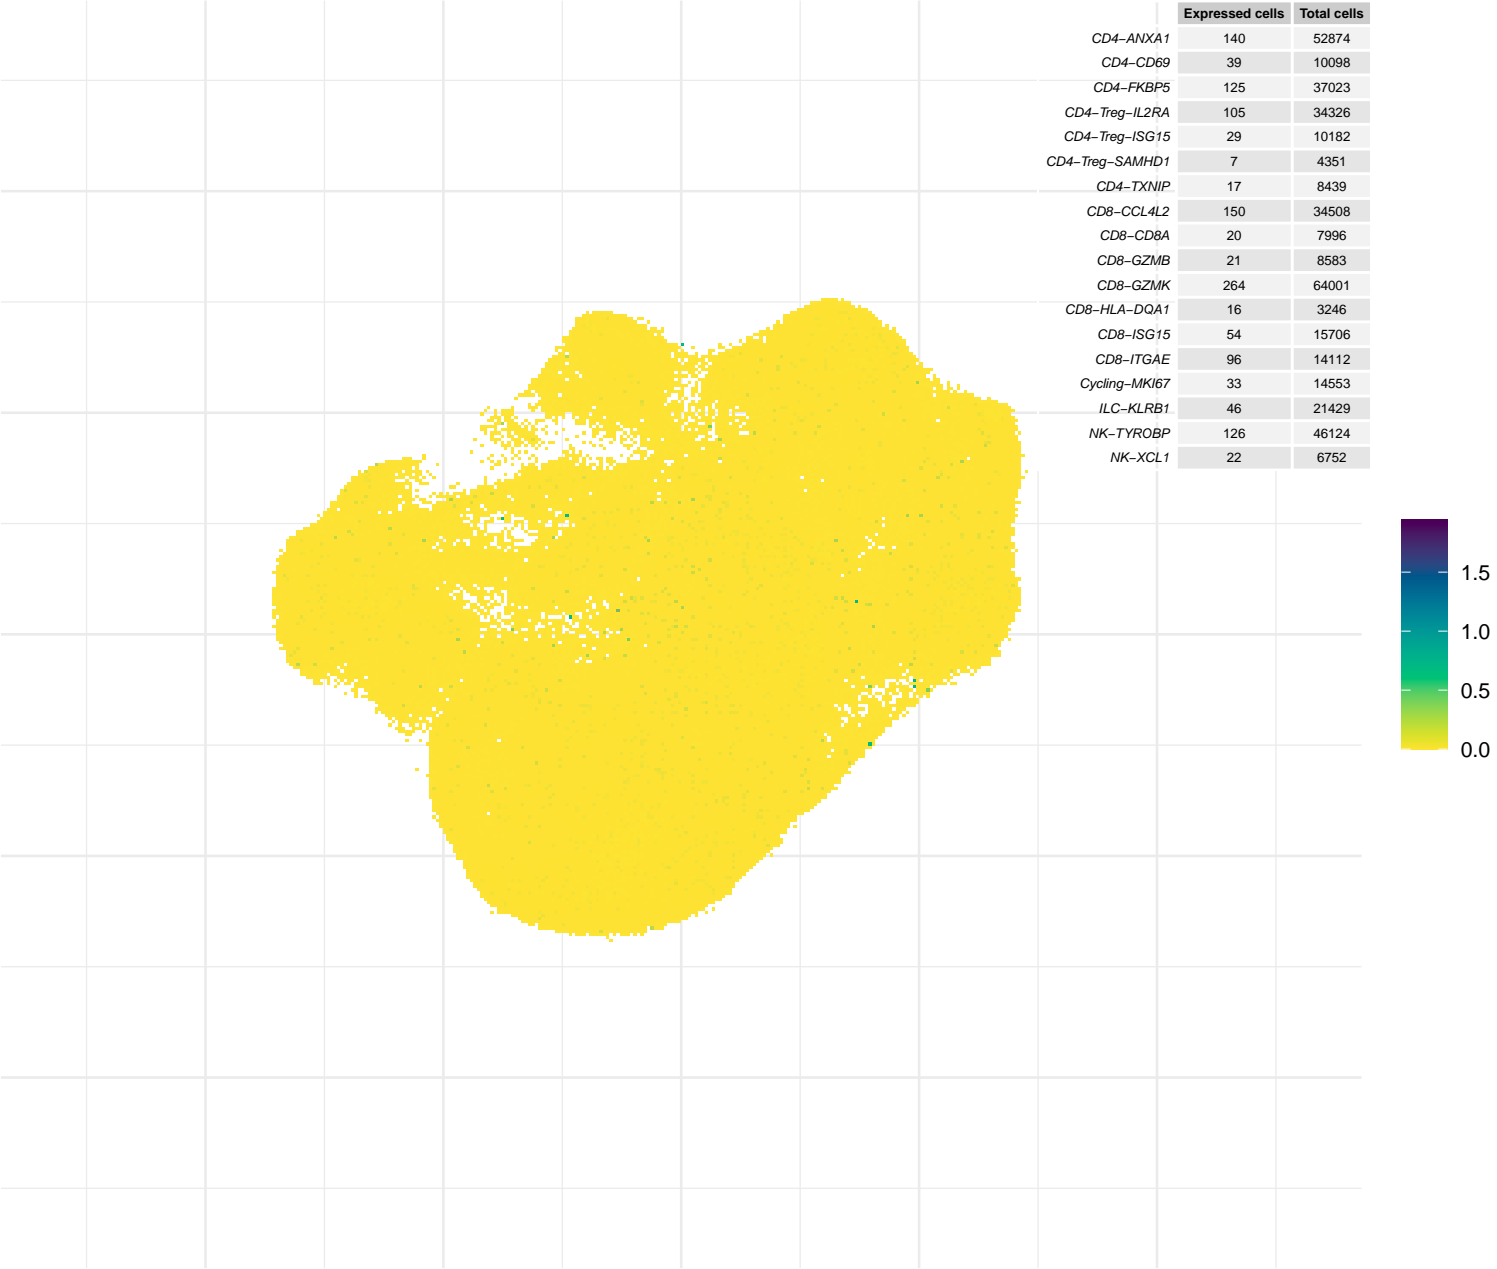 Expressed cells Total cells
CD4−ANXA1 140 52874
CD4−CD69 39 10098
CD4−FKBP5 125 37023
CD4−Treg−IL2RA 105 34326
CD4−Treg−ISG15 29 10182
CD4−Treg−SAMHD1 7 4351
CD4−TXNIP 17 8439
CD8−CCL4L2 150 34508
CD8−CD8A 20 7996
CD8−GZMB 21 8583
CD8−GZMK 264 64001
CD8−HLA−DQA1 16 3246
CD8−ISG15 54 15706
CD8−ITGAE 96 14112
Cycling−MKI67 33 14553
ILC−KLRB1 46 21429
NK−TYROBP 126 46124
NK−XCL1 22 6752
1.5
1.0
0.5
0.0